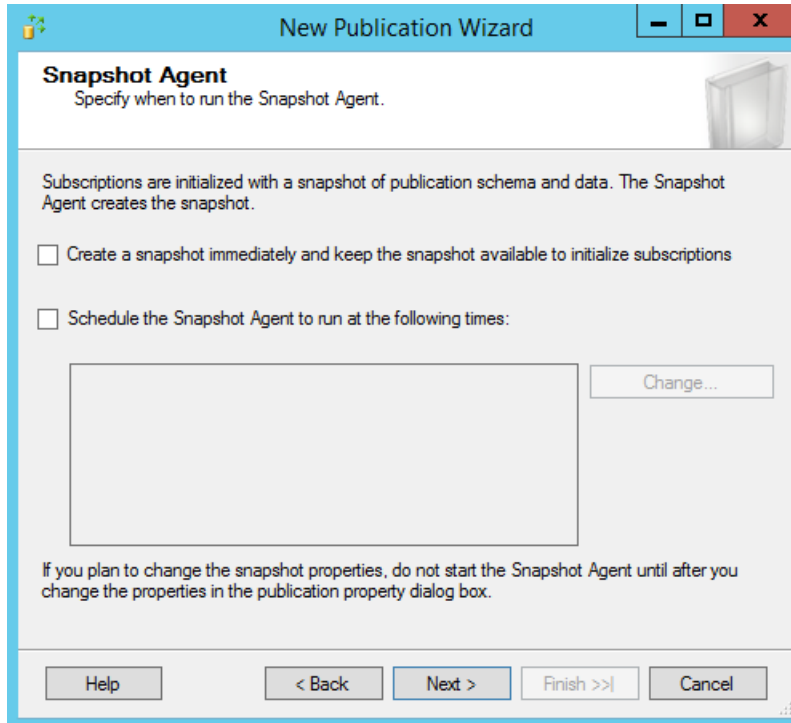 New Publication Wizard
Snapshot Agent
Specify when to run the Snapshot Agent.
Subscriptions are initialized with a snapshot of publication schema and data. The Snapshot
Agent creates the snapshot.
Create a snapshot immediately and keep the snapshot available to initialize subscriptions
Schedule the Snapshot Agent to run at the following times:
Change...
If you plan to change the snapshot properties, do not start the Snapshot Agent until after you
change the properties in the publication property dialog box.
Help
< Back
Next >
Finish >>|
Cancel